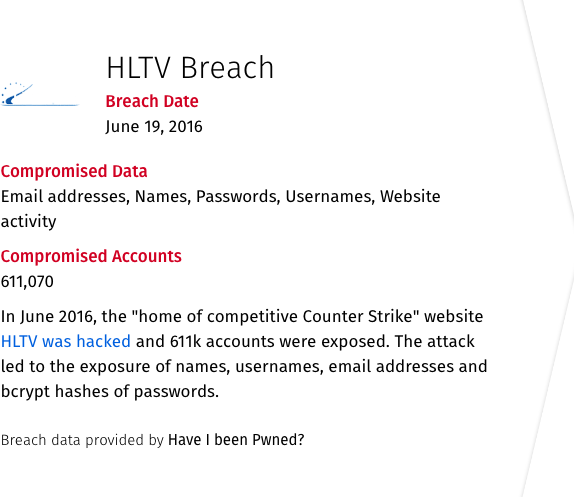 HLTV Breach
Breach Date
June 19, 2016
Compromised Data
Email addresses, Names, Passwords, Usernames, Website
activity
Compromised Accounts
611,070
In June 2016, the "home of competitive Counter Strike" website
HLTV was hacked and 611k accounts were exposed. The attack
led to the exposure of names, usernames, email addresses and
bcrypt hashes of passwords.
Breach data provided by Have I been Pwned?